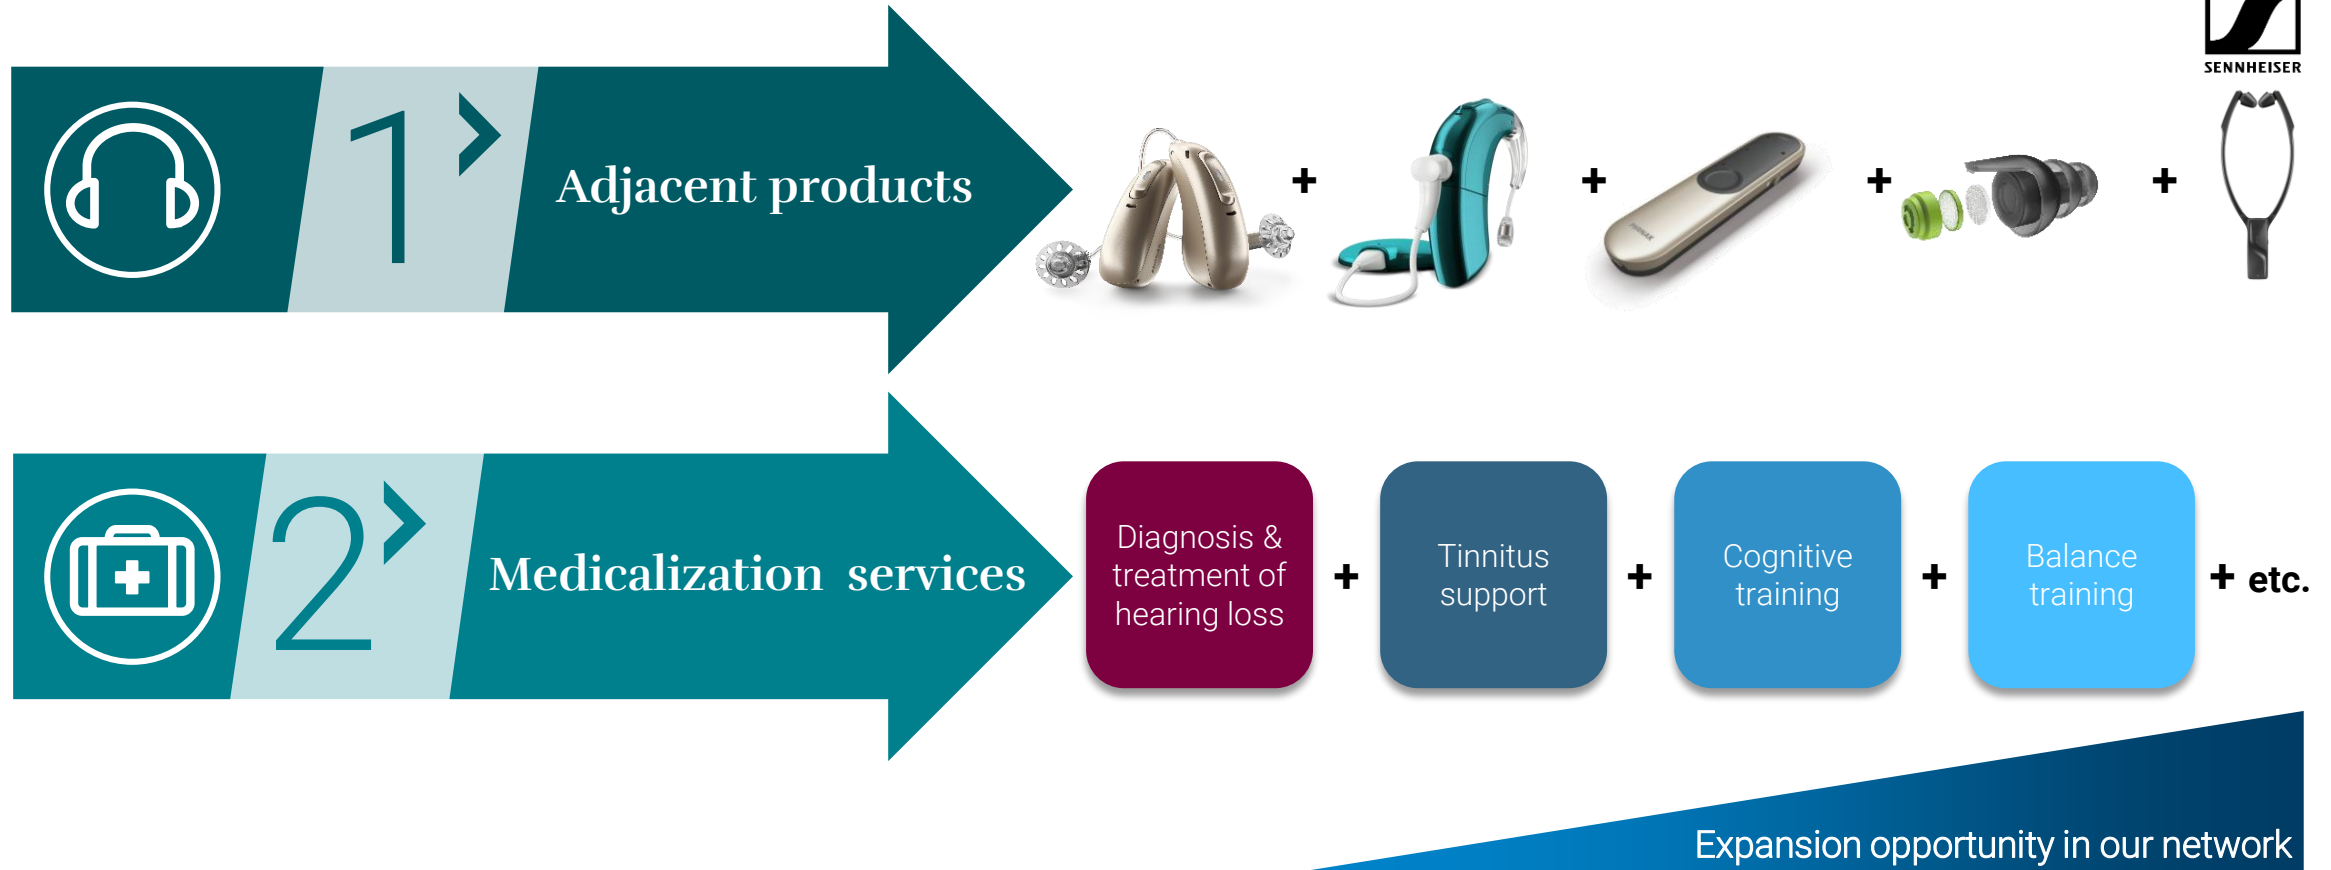 SENNHEISER
1
Adjacent products
+ + + +
PHONAK
2
Medicalization services
Diagnosis &
treatment of
hearing loss
+
Tinnitus
support
+
Cognitive
training
+
Balance
training
+ etc.
Expansion opportunity in our network